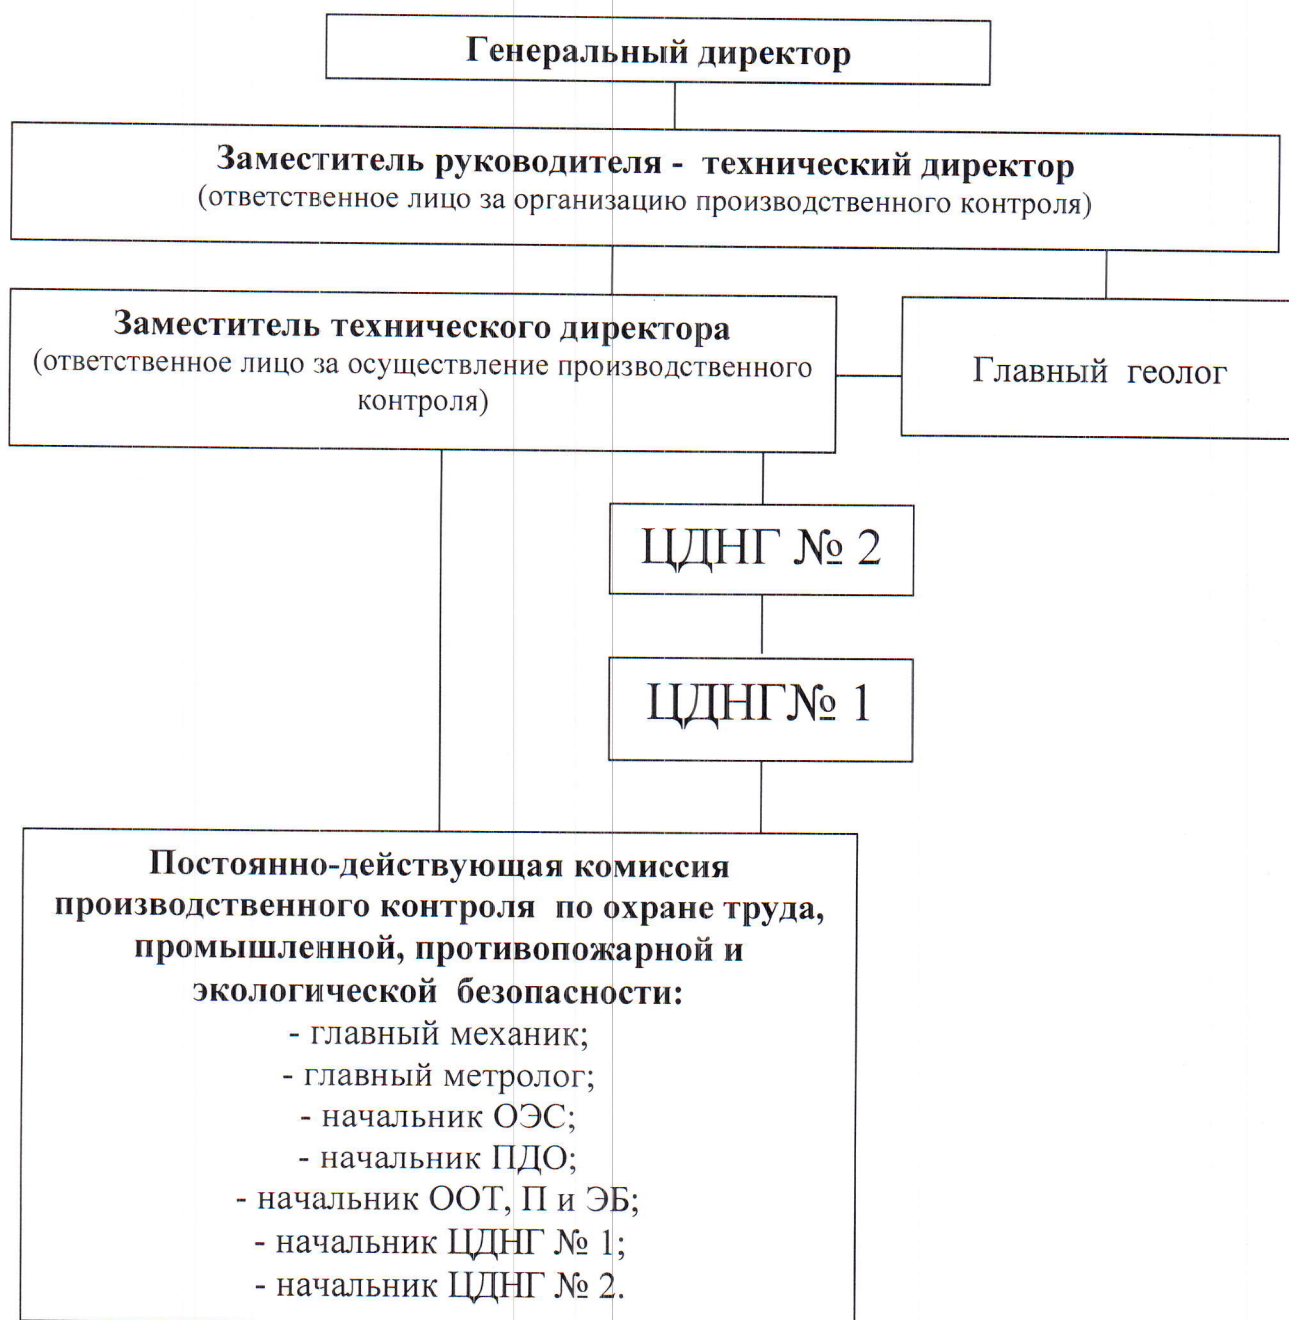 Генеральный директор
Заместитель руководителя - технический директор
(ответственное лицо за организацию производственного контроля)
Заместитель технического директора
(ответственное лицо за осуществление производственного
контроля)
Главный геолог
ЦДНГ № 2
ЦДНГ№ 1
Постоянно-действующая комиссия
производственного контроля по охране труда,
промышленной, противопожарной и
экологической безопасности:
- главный механик;
- главный метролог;
- начальник ОЭС;
- начальник ПДО;
- начальник ООТ, П и ЭБ;
- начальник ЦДНГ № 1;
- начальник ЦДНГ № 2.